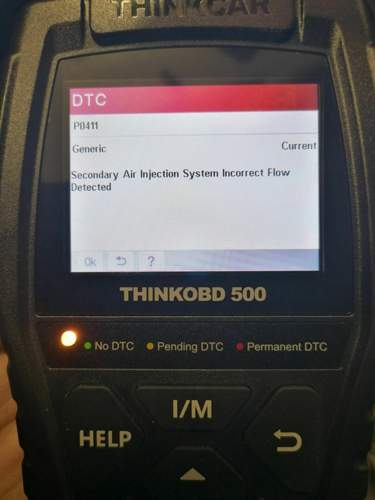 THINKCAR
DTC
P0411
Generic Current
Secondary Air Injection System Incorrect Flow
Detected
Ok ?
THINKOBD 500
No DTC Pending DTC Permanent DTC
I/M
HELP